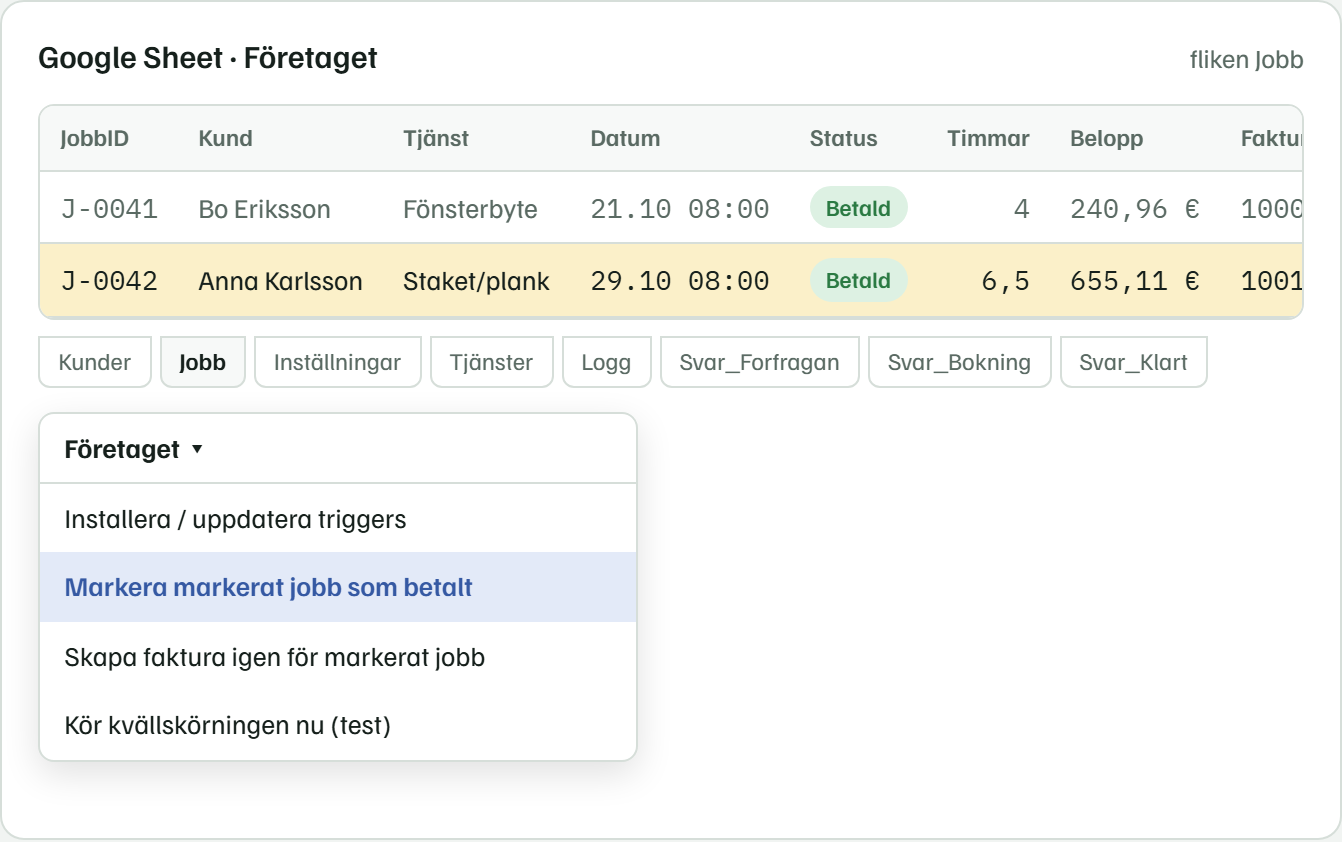 Google Sheet · Företaget
fliken Jobb
JobbID Kund Tjänst Datum Status Timmar Belopp
J-0041 Bo Eriksson Fönsterbyte 21.10 08:00 Betald 4 240,96 €
J-0042 Anna Karlsson Staket/plank 29.10 08:00 Betald 6,5 655,11 €
Kunder Jobb Inställningar Tjänster Logg Svar_Forfragan Svar_Bokning Svar_Klart
Företaget ▼
Installera / uppdatera triggers
Markera markerat jobb som betalt
Skapa faktura igen för markerat jobb
Kör kvällskörningen nu (test)